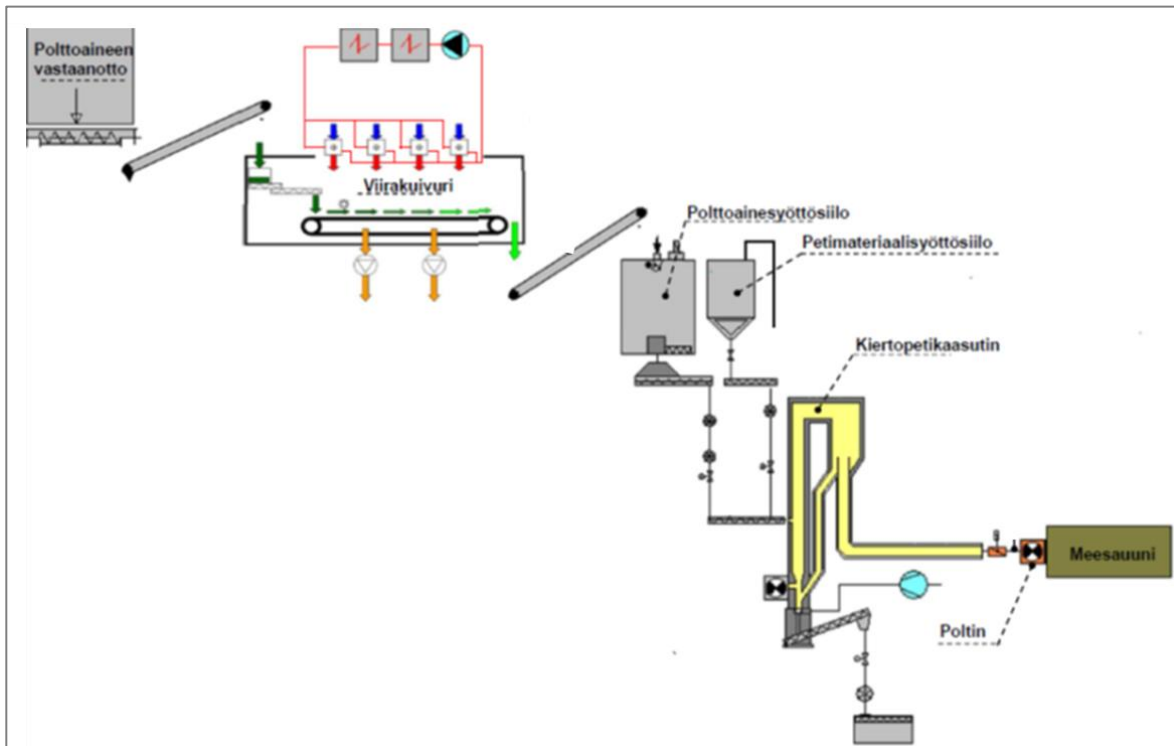 Polttoaineen
vastaanotto
Viirakuivuri
Polttoainesyöttösiilo
Petimateriaalisyöttösiilo
Kiertopetikaasutin
Meesauuni
Poltin